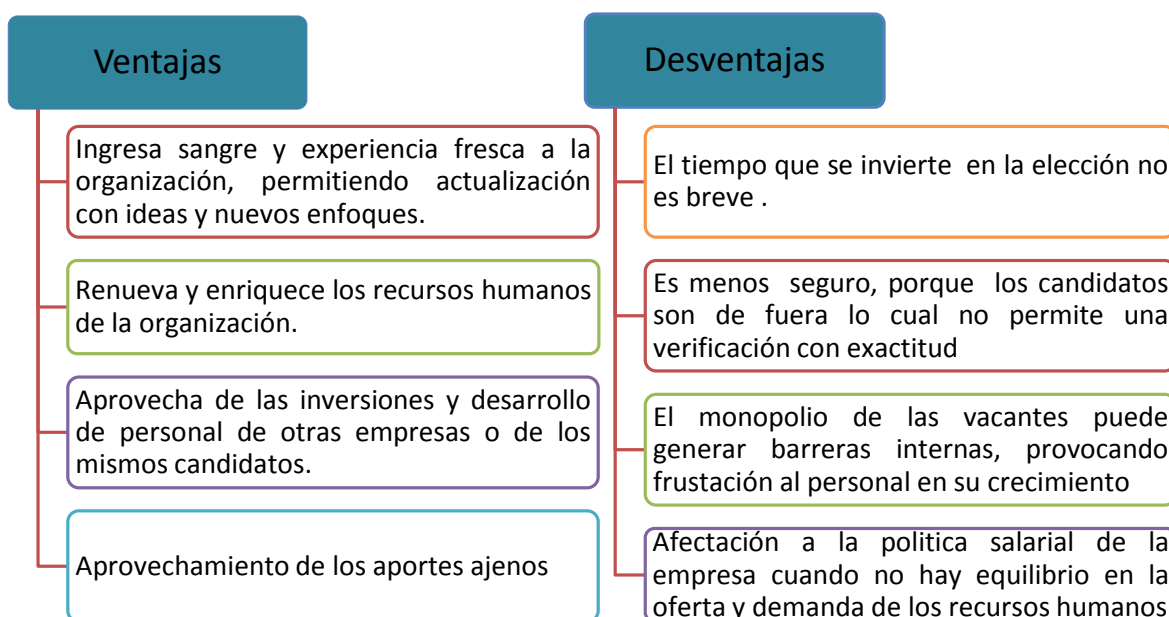 Ventajas
Ingresa sangre y experiencia fresca a la
organización, permitiendo actualización
con ideas y nuevos enfoques.
Renueva y enriquece los recursos humanos
de la organización.
Aprovecha de las inversiones y desarrollo
de personal de otras empresas o de los
mismos candidatos.
Aprovechamiento de los aportes ajenos
Desventajas
El tiempo que se invierte en la elección no
es breve .
Es menos seguro, porque los candidatos
son de fuera lo cual no permite una
verificación con exactitud
El monopolio de las vacantes puede
generar barreras internas, provocando
frustación al personal en su crecimiento
Afectación a la politica salarial de la
empresa cuando no hay equilibrio en la
oferta y demanda de los recursos humanos